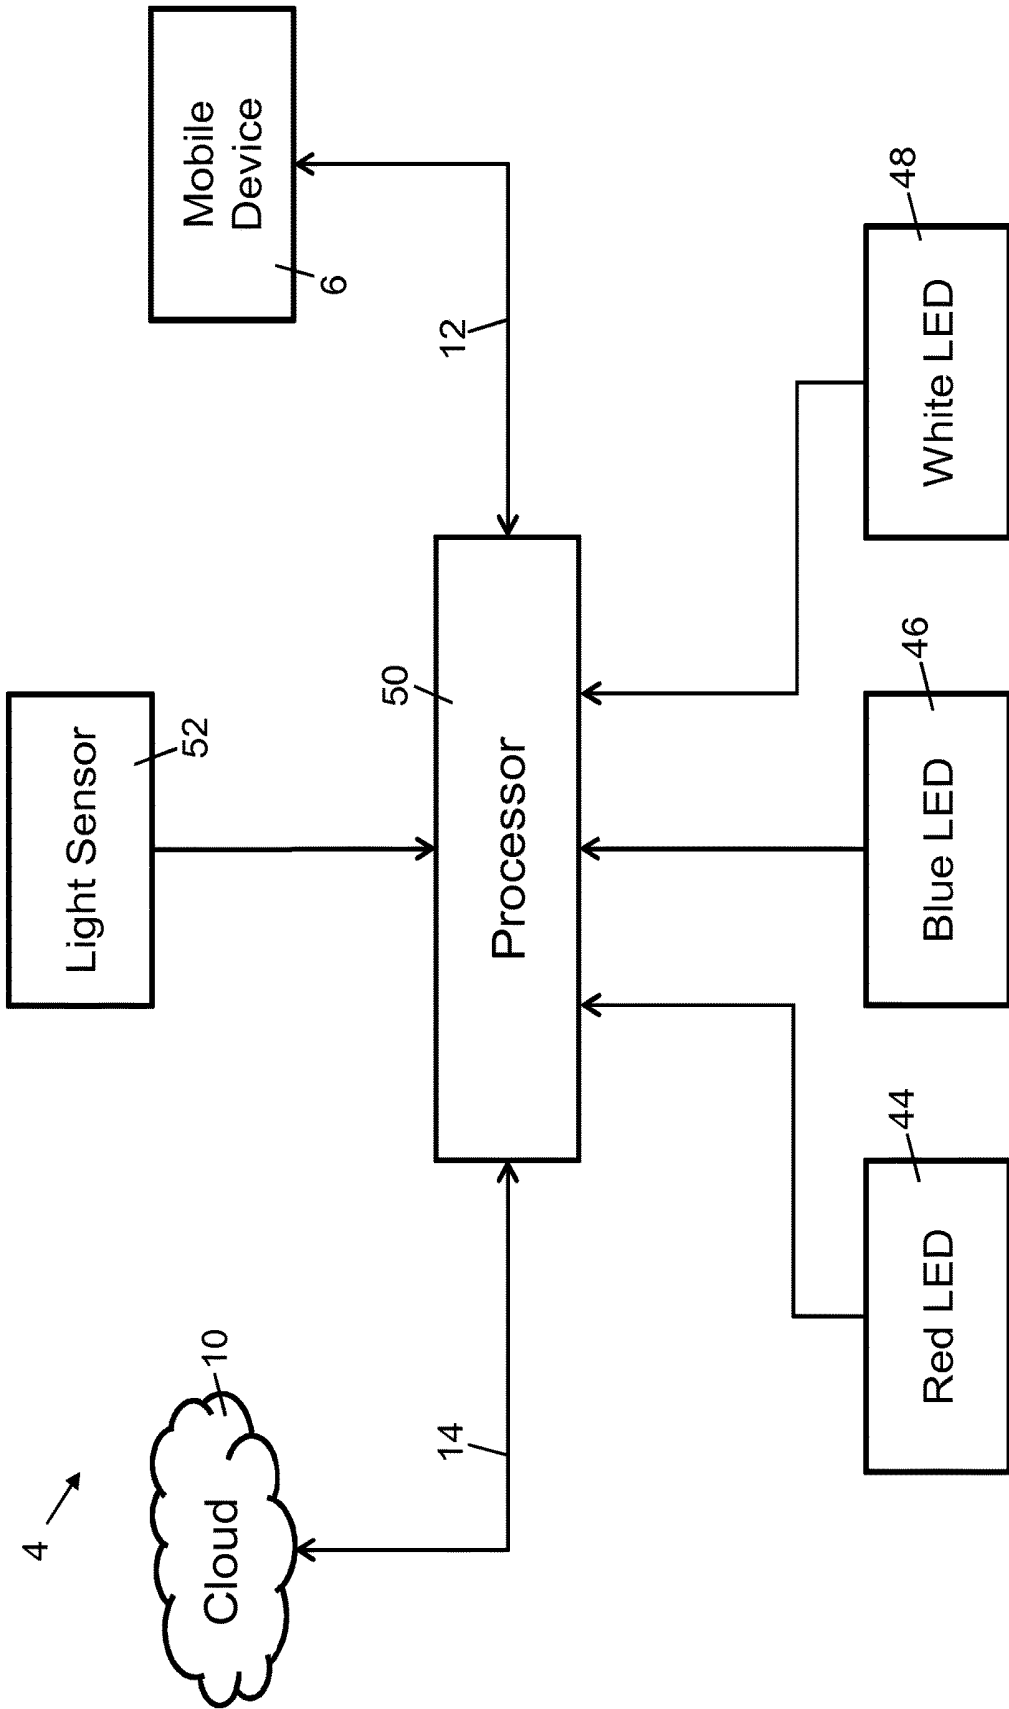 4
Cloud
10
14
Light Sensor
52
Mobile
Device
6
12
50
Processor
Red LED
44
Blue LED
46
White LED
48